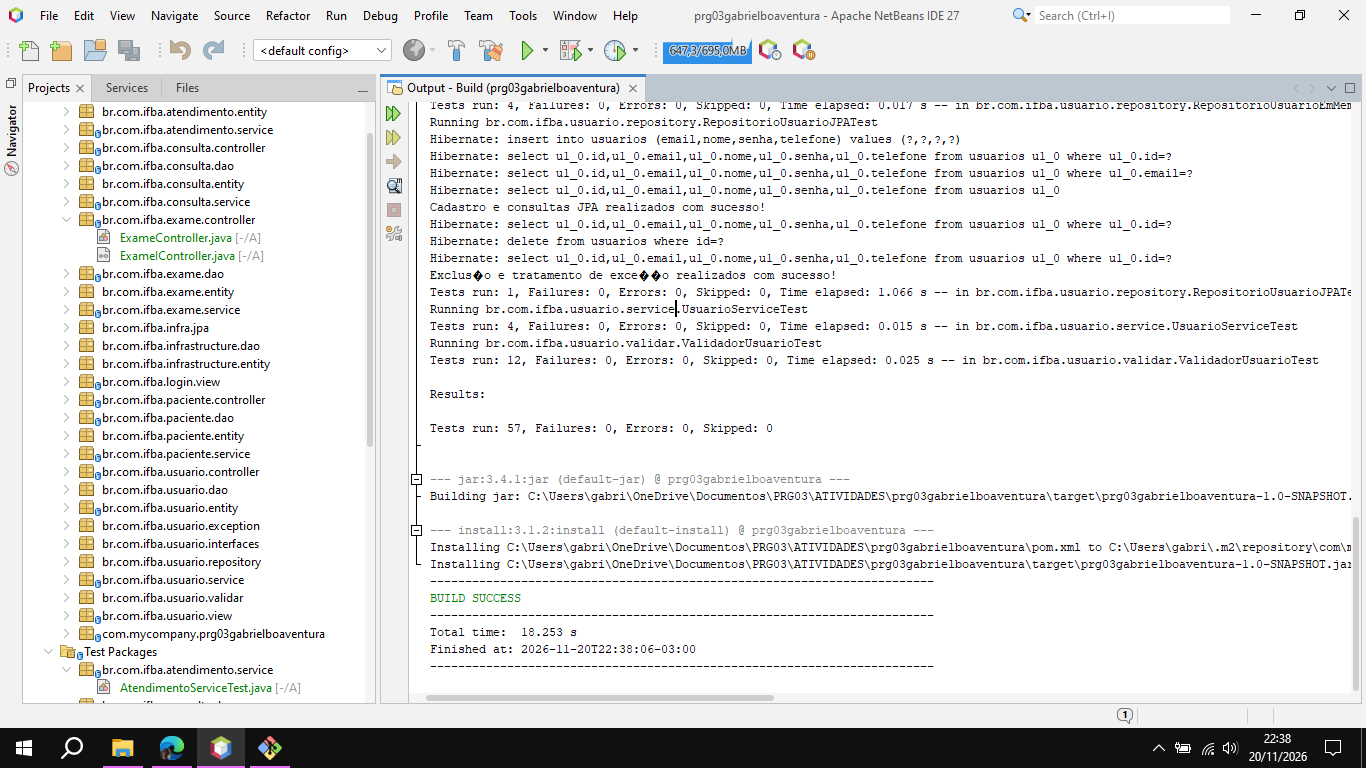 File Edit View Navigate Source Refactor Run Debug Profile Team Tools Window Help
prg03gabrielboaventura - Apache NetBeans IDE 27
Search (Ctrl+I)
<default config>
647,3/695,0MB
Navigator
Projects
Services
Files
br.com.ifba.atendimento.entity
br.com.ifba.atendimento.service
br.com.ifba.consulta.controller
br.com.ifba.consulta.dao
br.com.ifba.consulta.entity
br.com.ifba.consulta.service
br.com.ifba.exame.controller
ExameController.java [-/A]
ExameIController.java [-/A]
br.com.ifba.exame.dao
br.com.ifba.exame.entity
br.com.ifba.exame.service
br.com.ifba.infra.jpa
br.com.ifba.infrastructure.dao
br.com.ifba.infrastructure.entity
br.com.ifba.login.view
br.com.ifba.paciente.controller
br.com.ifba.paciente.dao
br.com.ifba.paciente.entity
br.com.ifba.paciente.service
br.com.ifba.usuario.controller
br.com.ifba.usuario.dao
br.com.ifba.usuario.entity
br.com.ifba.usuario.exception
br.com.ifba.usuario.interfaces
br.com.ifba.usuario.repository
br.com.ifba.usuario.service
br.com.ifba.usuario.validar
br.com.ifba.usuario.view
com.mycompany.prg03gabrielboaventura
Test Packages
br.com.ifba.atendimento.service
AtendimentoServiceTest.java [-/A]
Output - Build (prg03gabrielboaventura)
Tests run: 4, Failures: 0, Errors: 0, Skipped: 0, Time elapsed: 0.017 s -- in br.com.ifba.usuario.repository.RepositorioUsuarioEmMem
Running br.com.ifba.usuario.repository.RepositorioUsuarioJPATest
Hibernate: insert into usuarios (email,nome,senha,telefone) values (?,?,?,?)
Hibernate: select u1_0.id,u1_0.email,u1_0.nome,u1_0.senha,u1_0.telefone from usuarios u1_0 where u1_0.id=?
Hibernate: select u1_0.id,u1_0.email,u1_0.nome,u1_0.senha,u1_0.telefone from usuarios u1_0 where u1_0.email=?
Hibernate: select u1_0.id,u1_0.email,u1_0.nome,u1_0.senha,u1_0.telefone from usuarios u1_0
Cadastro e consultas JPA realizados com sucesso!
Hibernate: select u1_0.id,u1_0.email,u1_0.nome,u1_0.senha,u1_0.telefone from usuarios u1_0 where u1_0.id=?
Hibernate: delete from usuarios where id=?
Hibernate: select u1_0.id,u1_0.email,u1_0.nome,u1_0.senha,u1_0.telefone from usuarios u1_0 where u1_0.id=?
Exclus�o e tratamento de exce��o realizados com sucesso!
Tests run: 1, Failures: 0, Errors: 0, Skipped: 0, Time elapsed: 1.066 s -- in br.com.ifba.usuario.repository.RepositorioUsuarioJPATe
Running br.com.ifba.usuario.service.UsuarioServiceTest
Tests run: 4, Failures: 0, Errors: 0, Skipped: 0, Time elapsed: 0.015 s -- in br.com.ifba.usuario.service.UsuarioServiceTest
Running br.com.ifba.usuario.validar.ValidadorUsuarioTest
Tests run: 12, Failures: 0, Errors: 0, Skipped: 0, Time elapsed: 0.025 s -- in br.com.ifba.usuario.validar.ValidadorUsuarioTest
Results:
Tests run: 57, Failures: 0, Errors: 0, Skipped: 0
--- jar:3.4.1:jar (default-jar) @ prg03gabrielboaventura ---
Building jar: C:\Users\gabri\OneDrive\Documentos\PRG03\ATIVIDADES\prg03gabrielboaventura\target\prg03gabrielboaventura-1.0-SNAPSHOT.
--- install:3.1.2:install (default-install) @ prg03gabrielboaventura ---
Installing C:\Users\gabri\OneDrive\Documentos\PRG03\ATIVIDADES\prg03gabrielboaventura\pom.xml to C:\Users\gabri\.m2\repository\com\m
Installing C:\Users\gabri\OneDrive\Documentos\PRG03\ATIVIDADES\prg03gabrielboaventura\target\prg03gabrielboaventura-1.0-SNAPSHOT.jar
------------------------------------------------------------------------
BUILD SUCCESS
------------------------------------------------------------------------
Total time:  18.253 s
Finished at: 2026-11-20T22:38:06-03:00
------------------------------------------------------------------------
1
22:38
20/11/2026